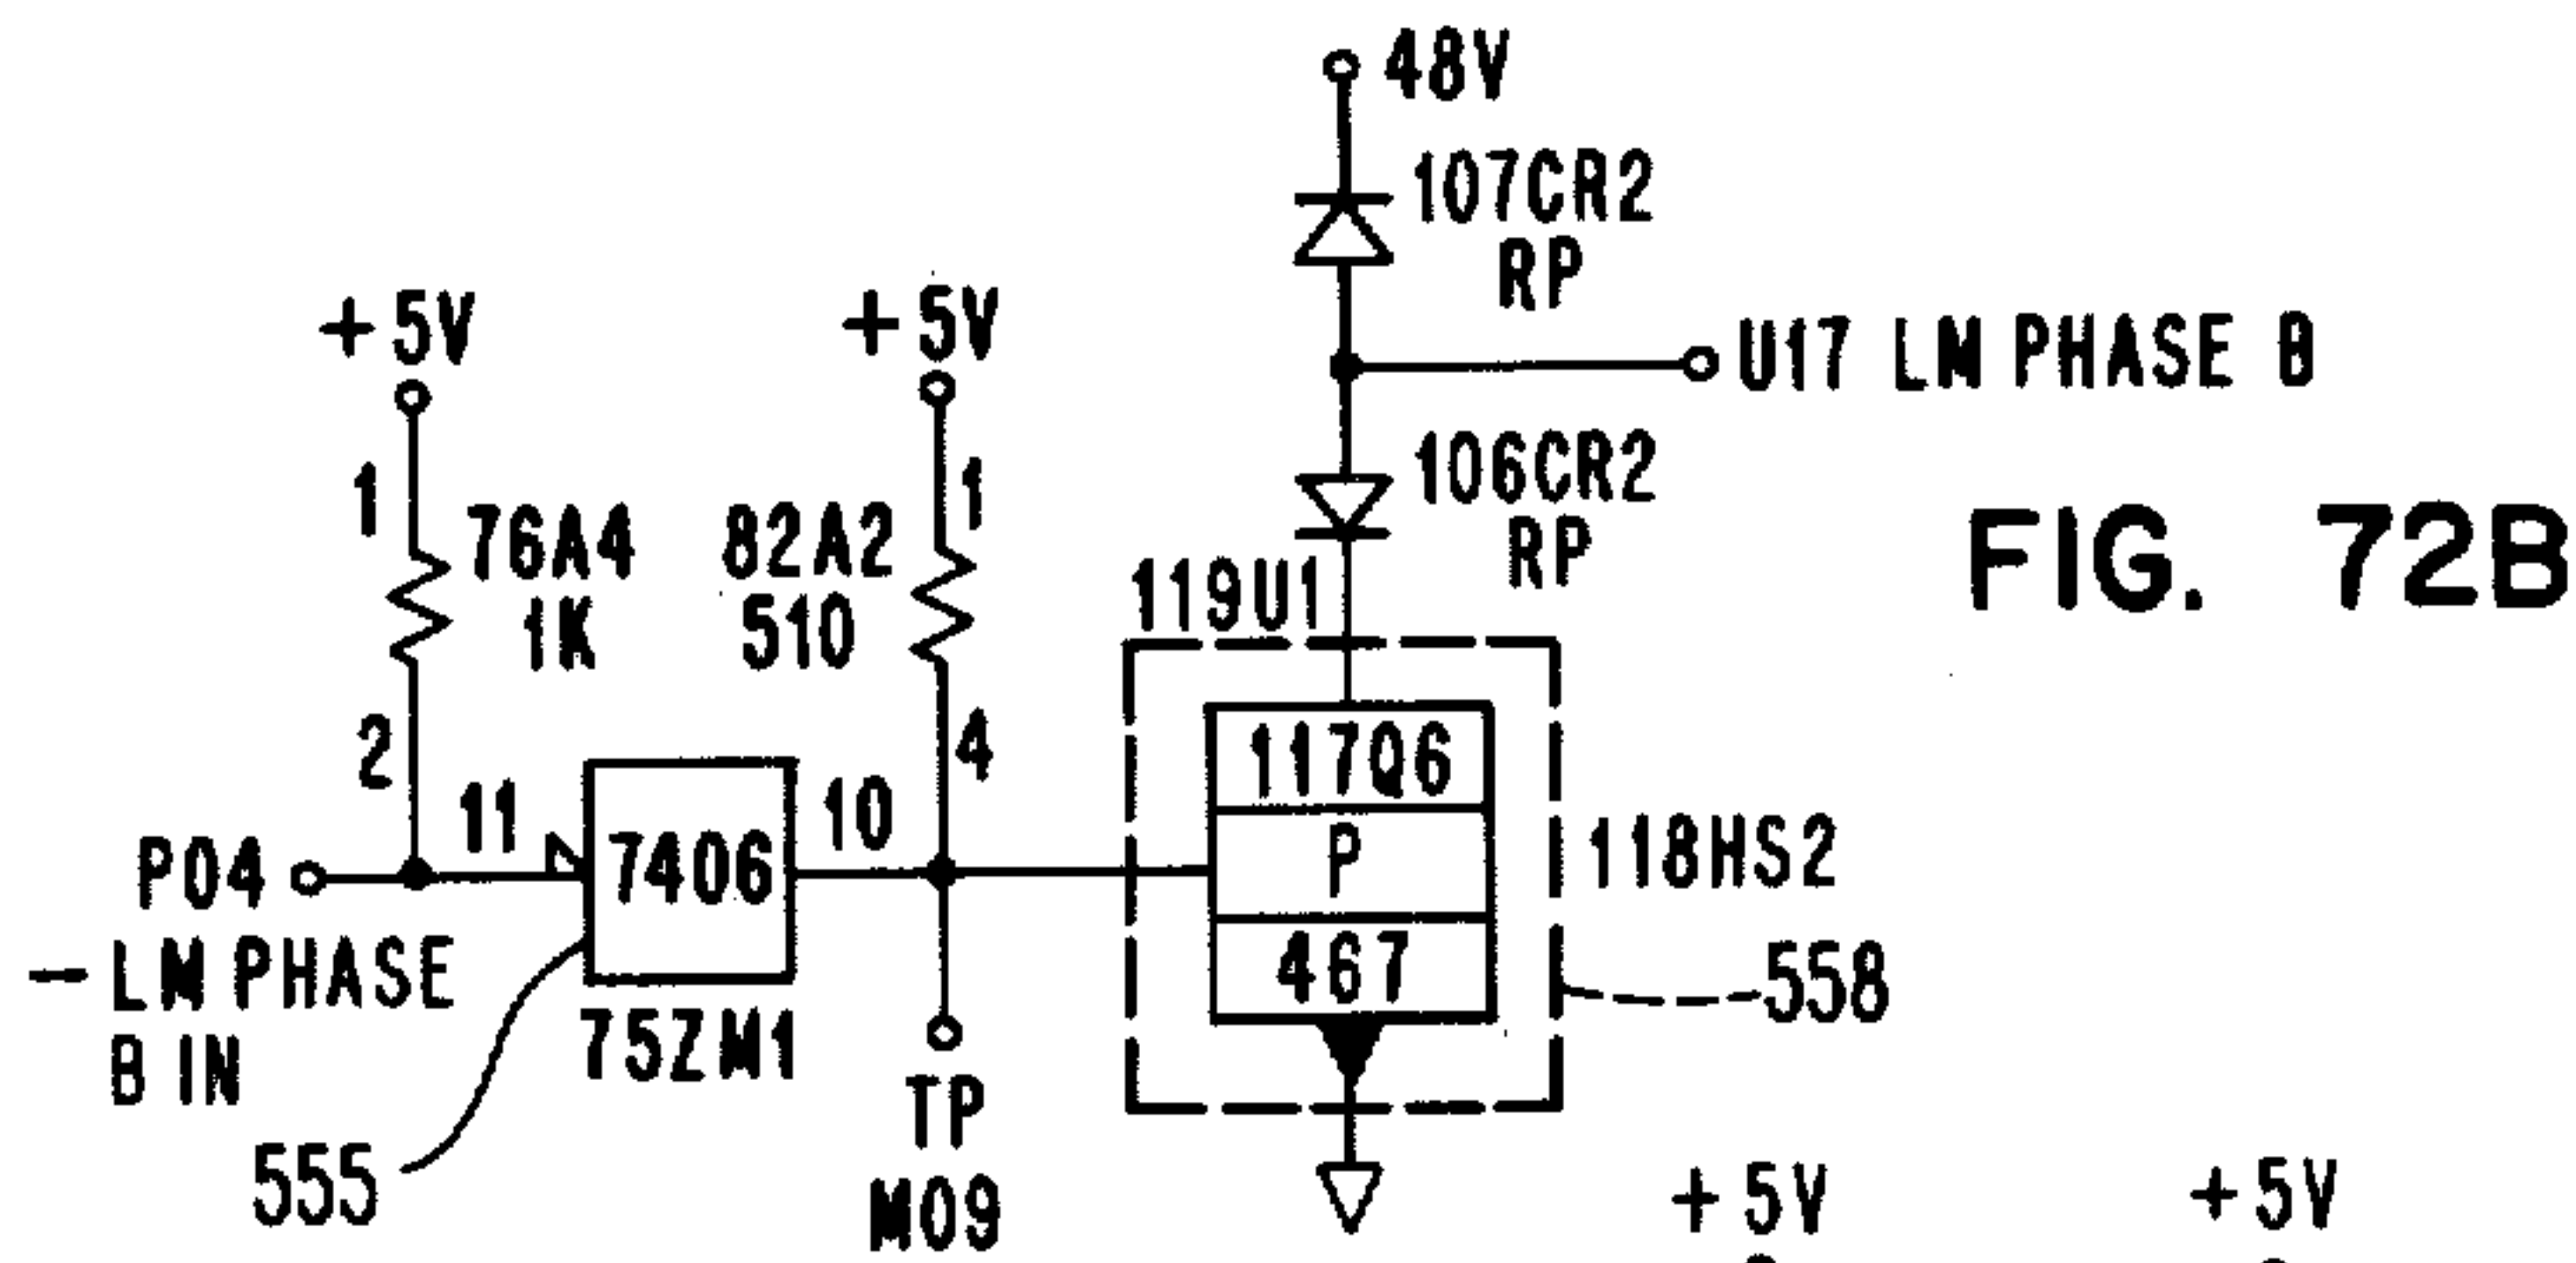 48V
107CR2
RP
+5V
+5V
U17 LM PHASE B
106CR2
RP
FIG. 72B
1
76A4
1K
82A2
510
1
119U1
2
11
4
117Q6
P04
7406
10
P
118HS2
-LM PHASE
B IN
467
558
75ZM1
TP
M09
555
+5V
+5V